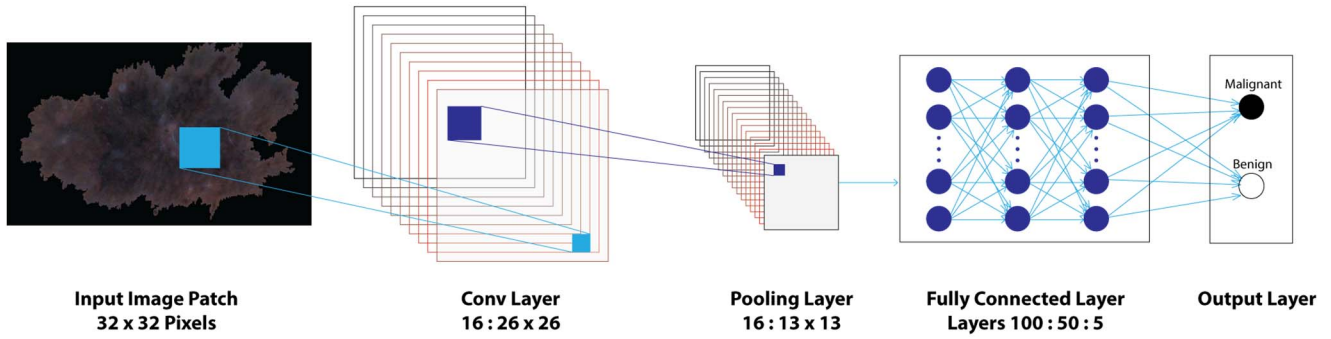 Malignant
Benign
Input Image Patch
32 x 32 Pixels
Conv Layer
16 : 26 x 26
Pooling Layer
16 : 13 x 13
Fully Connected Layer
Layers 100 : 50 : 5
Output Layer